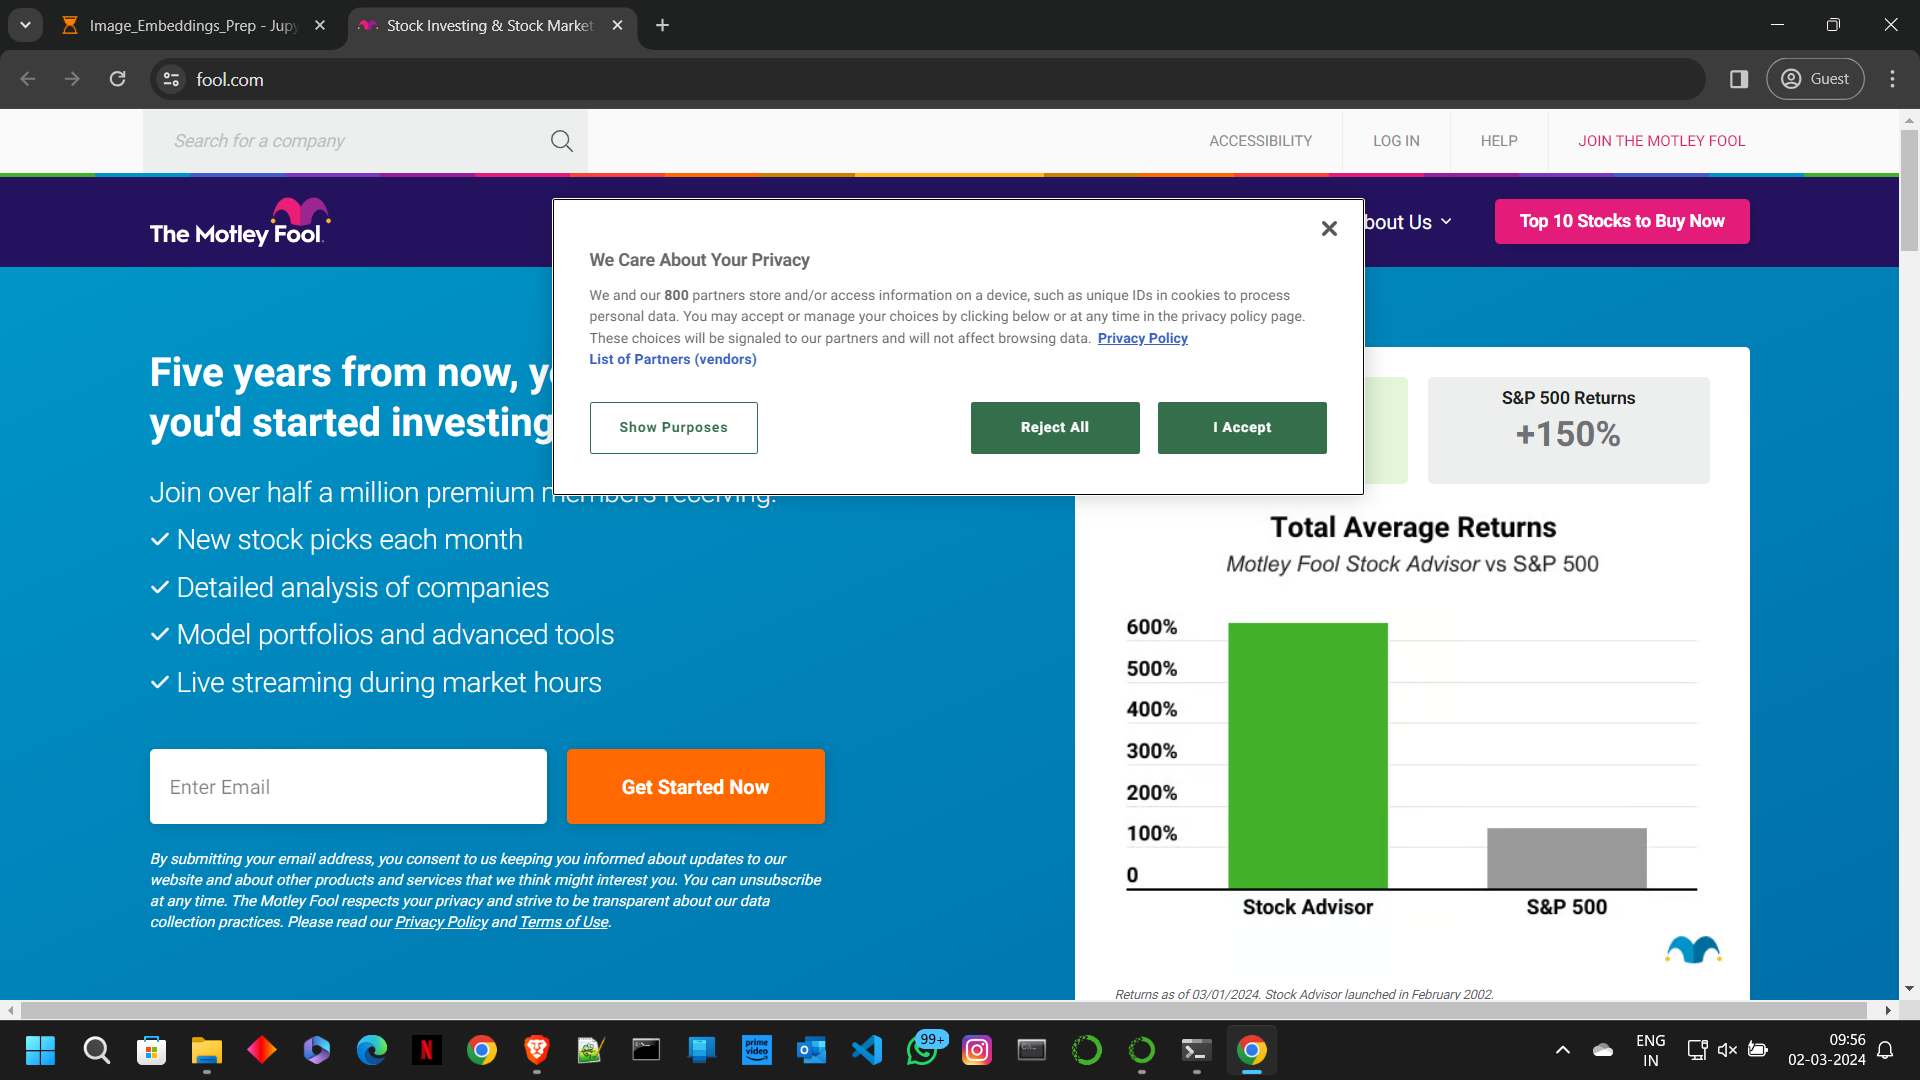 Image_Embeddings_Prep - Jupy
Stock Investing & Stock Market
fool.com
Guest
Search for a company
ACCESSIBILITY
LOG IN
HELP
JOIN THE MOTLEY FOOL
The Motley Fool.
bout Us
Top 10 Stocks to Buy Now
We Care About Your Privacy
We and our 800 partners store and/or access information on a device, such as unique IDs in cookies to process
personal data. You may accept or manage your choices by clicking below or at any time in the privacy policy page.
These choices will be signaled to our partners and will not affect browsing data. Privacy Policy
List of Partners (vendors)
Show Purposes
Reject All
I Accept
Five years from now, y
you'd started investing
Join over half a million premium members receiving:
New stock picks each month
Detailed analysis of companies
Model portfolios and advanced tools
Live streaming during market hours
Enter Email
Get Started Now
By submitting your email address, you consent to us keeping you informed about updates to our
website and about other products and services that we think might interest you. You can unsubscribe
at any time. The Motley Fool respects your privacy and strive to be transparent about our data
collection practices. Please read our Privacy Policy and Terms of Use.
S&P 500 Returns
+150%
Total Average Returns
Motley Fool Stock Advisor vs S&P 500
600%
500%
400%
300%
200%
100%
0
Stock Advisor
S&P 500
Returns as of 03/01/2024. Stock Advisor launched in February 2002.
prime video
99+
ENG
IN
09:56
02-03-2024